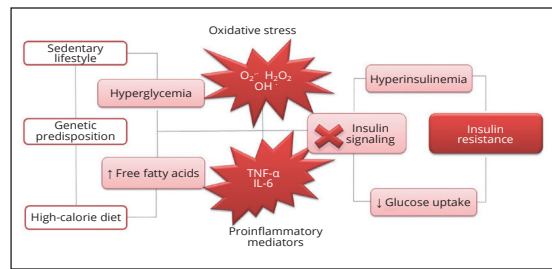 Oxidative stress
Sedentary
lifestyle
O₂⁻ H₂O₂
OH˙
Hyperglycemia
Hyperinsulinemia
Genetic
predisposition
Insulin
signaling
Insulin
resistance
↑ Free fatty acids
TNF-α
IL-6
High-calorie diet
↓ Glucose uptake
Proinflammatory
mediators